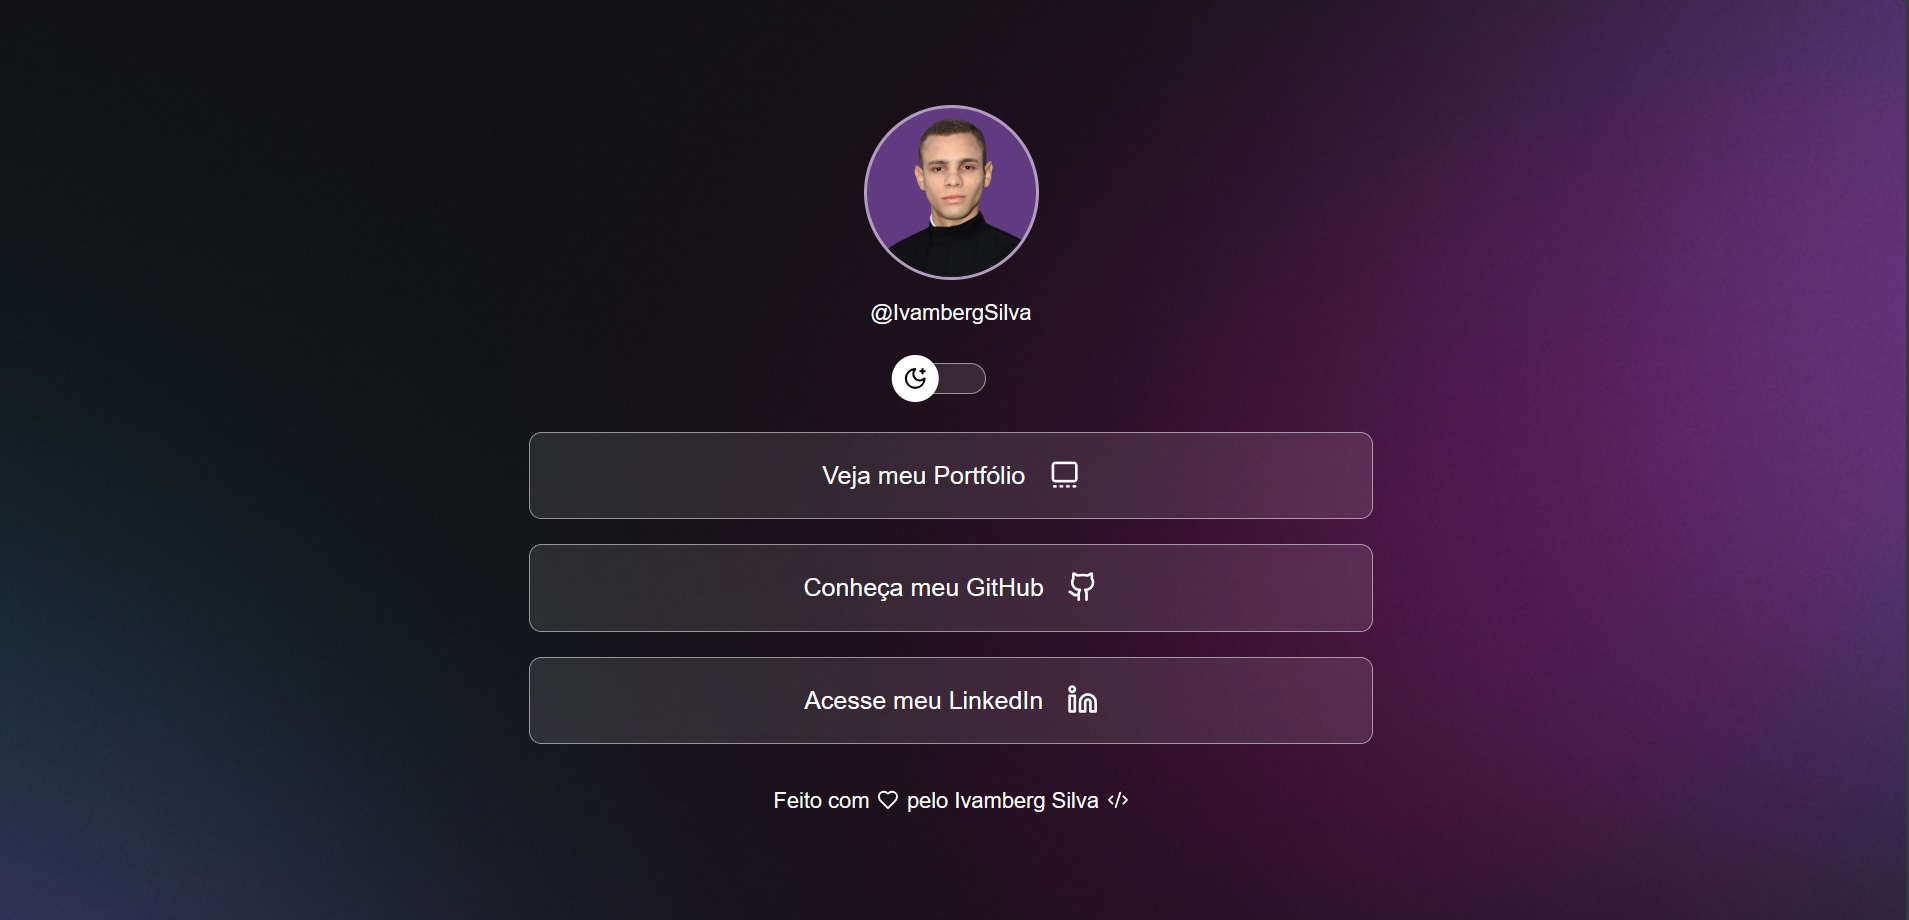 @IvambergSilva
Veja meu Portfólio
Conheça meu GitHub
Acesse meu LinkedIn
Feito com ♡ pelo Ivamberg Silva </>